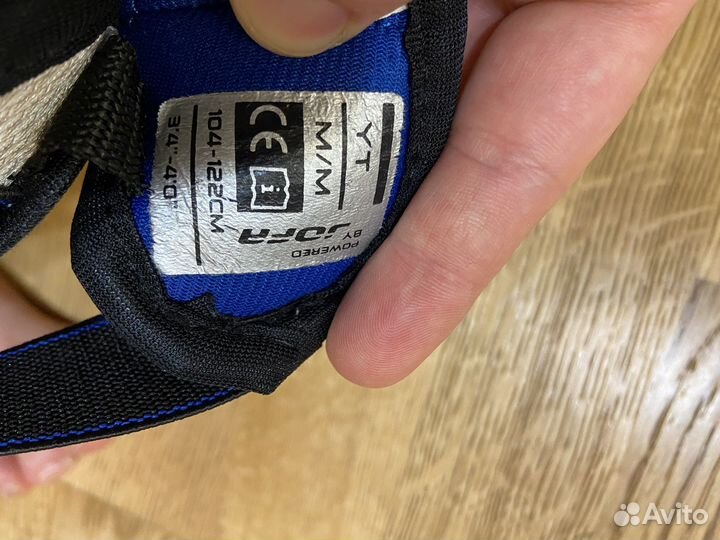 YT
M/M
CE i
104-122CM
3'4"-4'0"
POWERED
BY JOFA
Avito